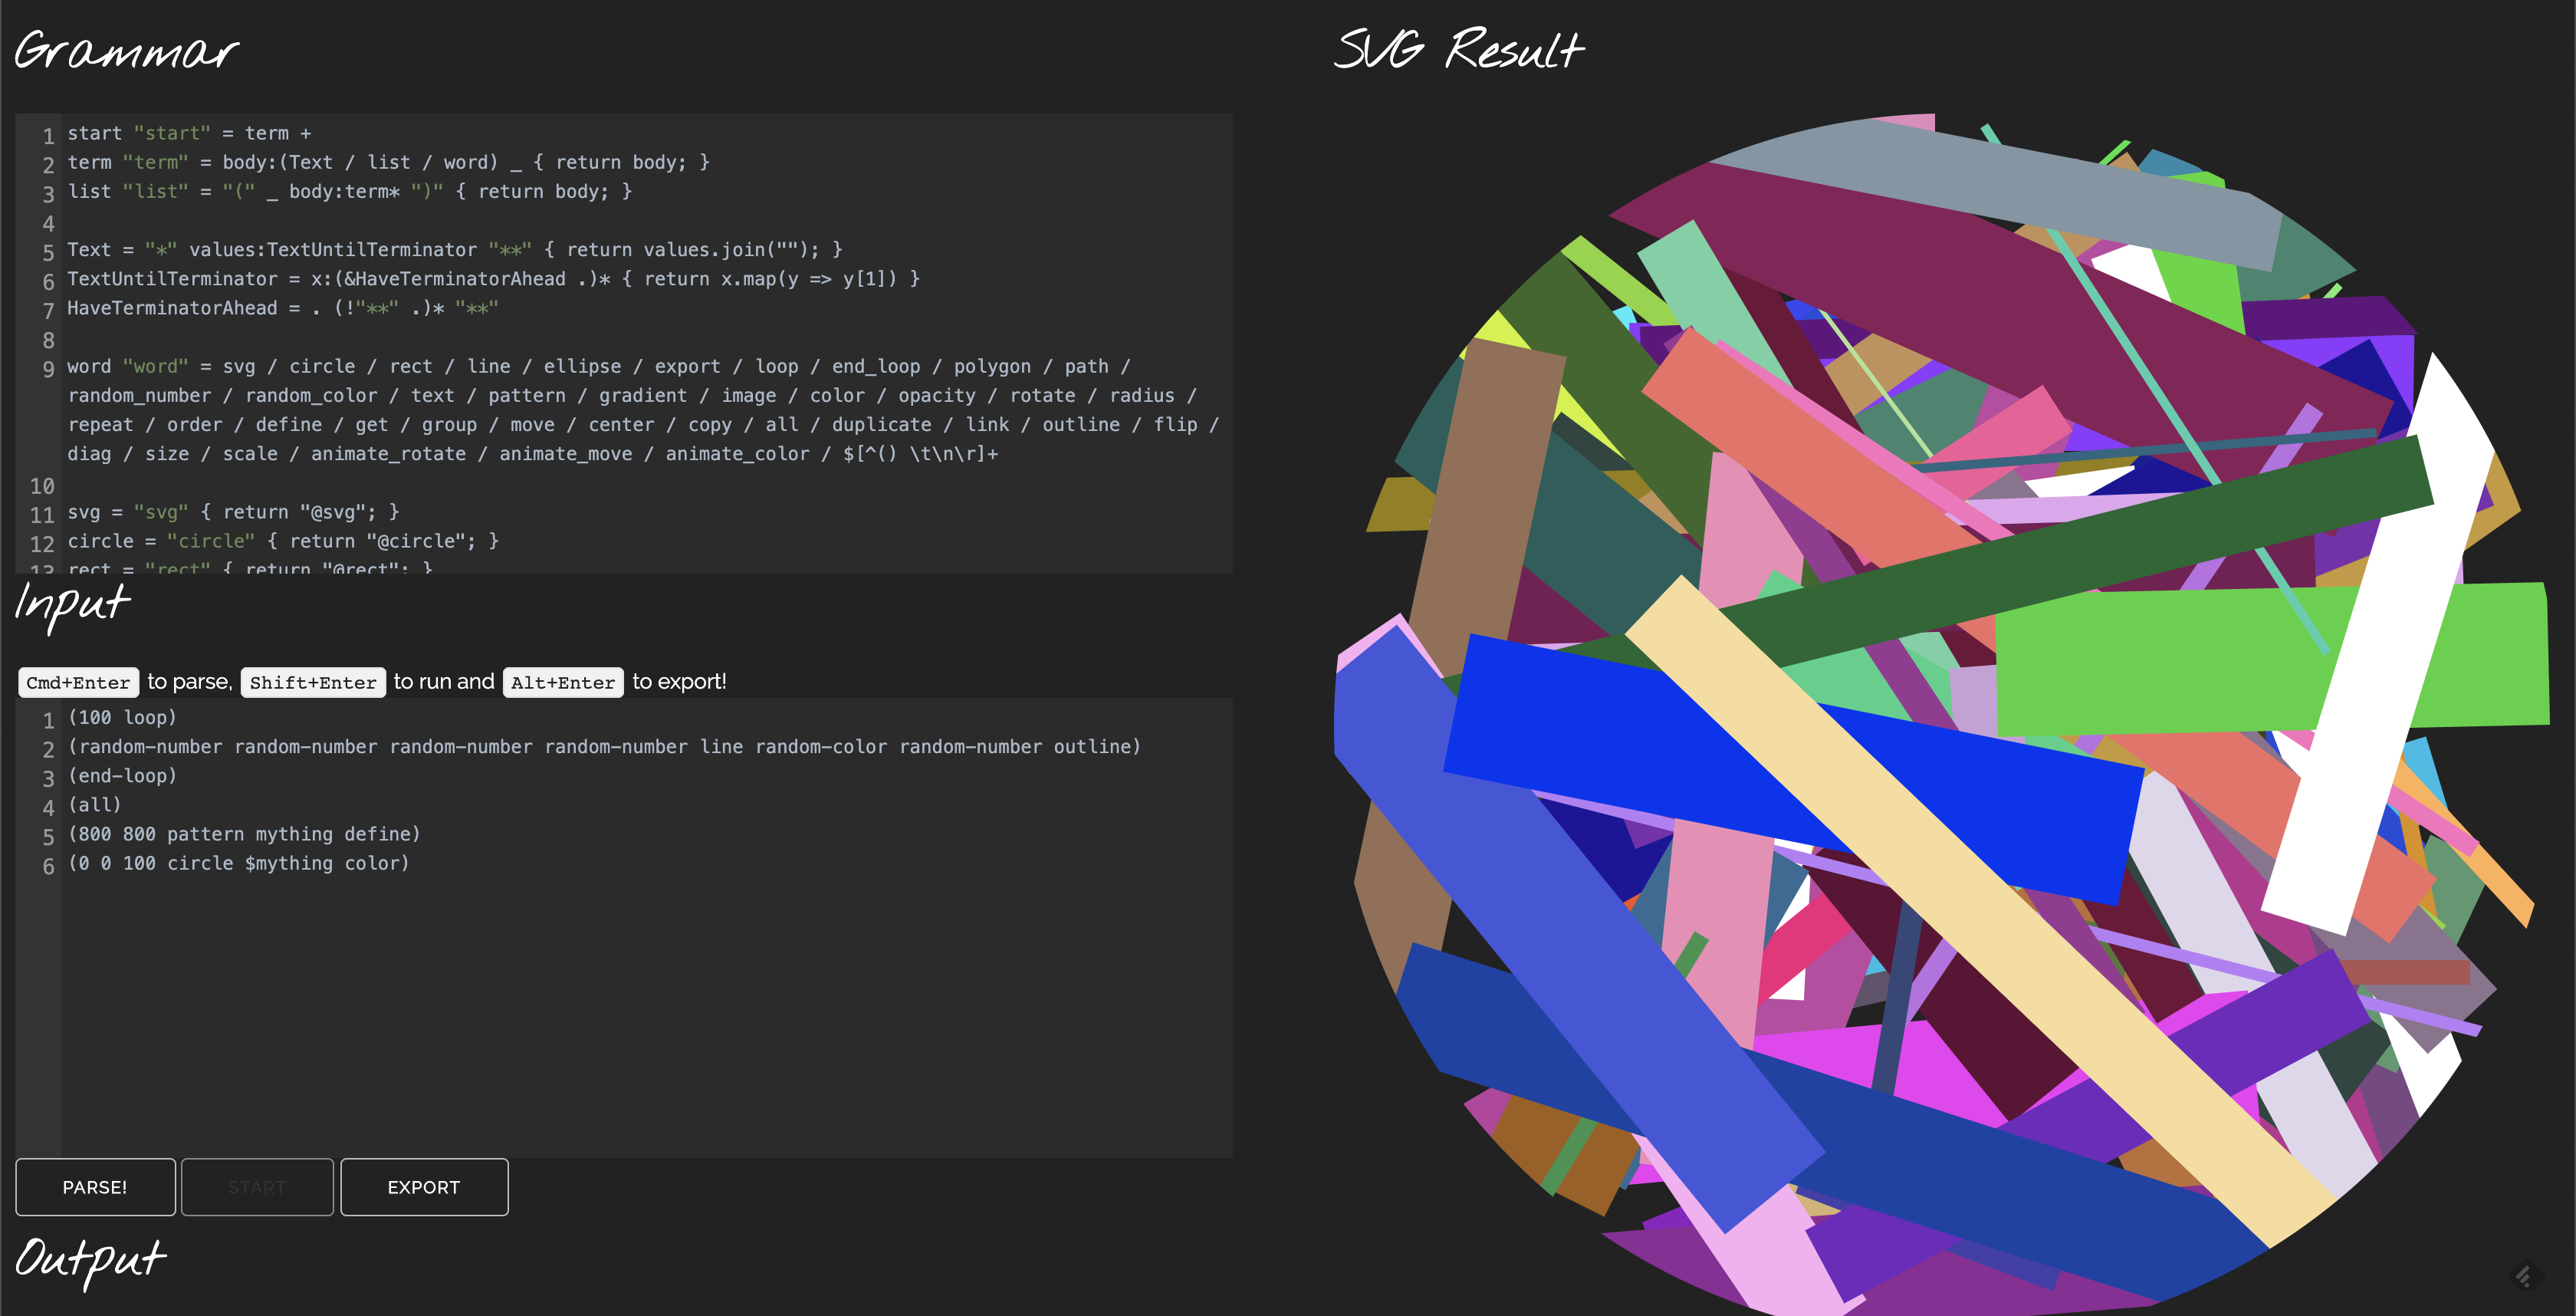 Grammar
1 start "start" = term +
2 term "term" = body:(Text / list / word) _ { return body; }
3 list "list" = "(" _ body:term* ")" { return body; }
4
5 Text = "*" values:TextUntilTerminator "**" { return values.join(""); }
6 TextUntilTerminator = x:(&HaveTerminatorAhead .)* { return x.map(y => y[1]) }
7 HaveTerminatorAhead = . (!"**" .)* "**"
8
9 word "word" = svg / circle / rect / line / ellipse / export / loop / end_loop / polygon / path /
random_number / random_color / text / pattern / gradient / image / color / opacity / rotate / radius /
repeat / order / define / get / group / move / center / copy / all / duplicate / link / outline / flip /
diag / size / scale / animate_rotate / animate_move / animate_color / $[^() \t\n\r]+
10
11 svg = "svg" { return "@svg"; }
12 circle = "circle" { return "@circle"; }
13 rect = "rect" { return "@rect"; }
Input
Cmd+Enter to parse, Shift+Enter to run and Alt+Enter to export!
1 (100 loop)
2 (random-number random-number random-number random-number line random-color random-number outline)
3 (end-loop)
4 (all)
5 (800 800 pattern mything define)
6 (0 0 100 circle $mything color)
PARSE! START EXPORT
Output
SVG Result